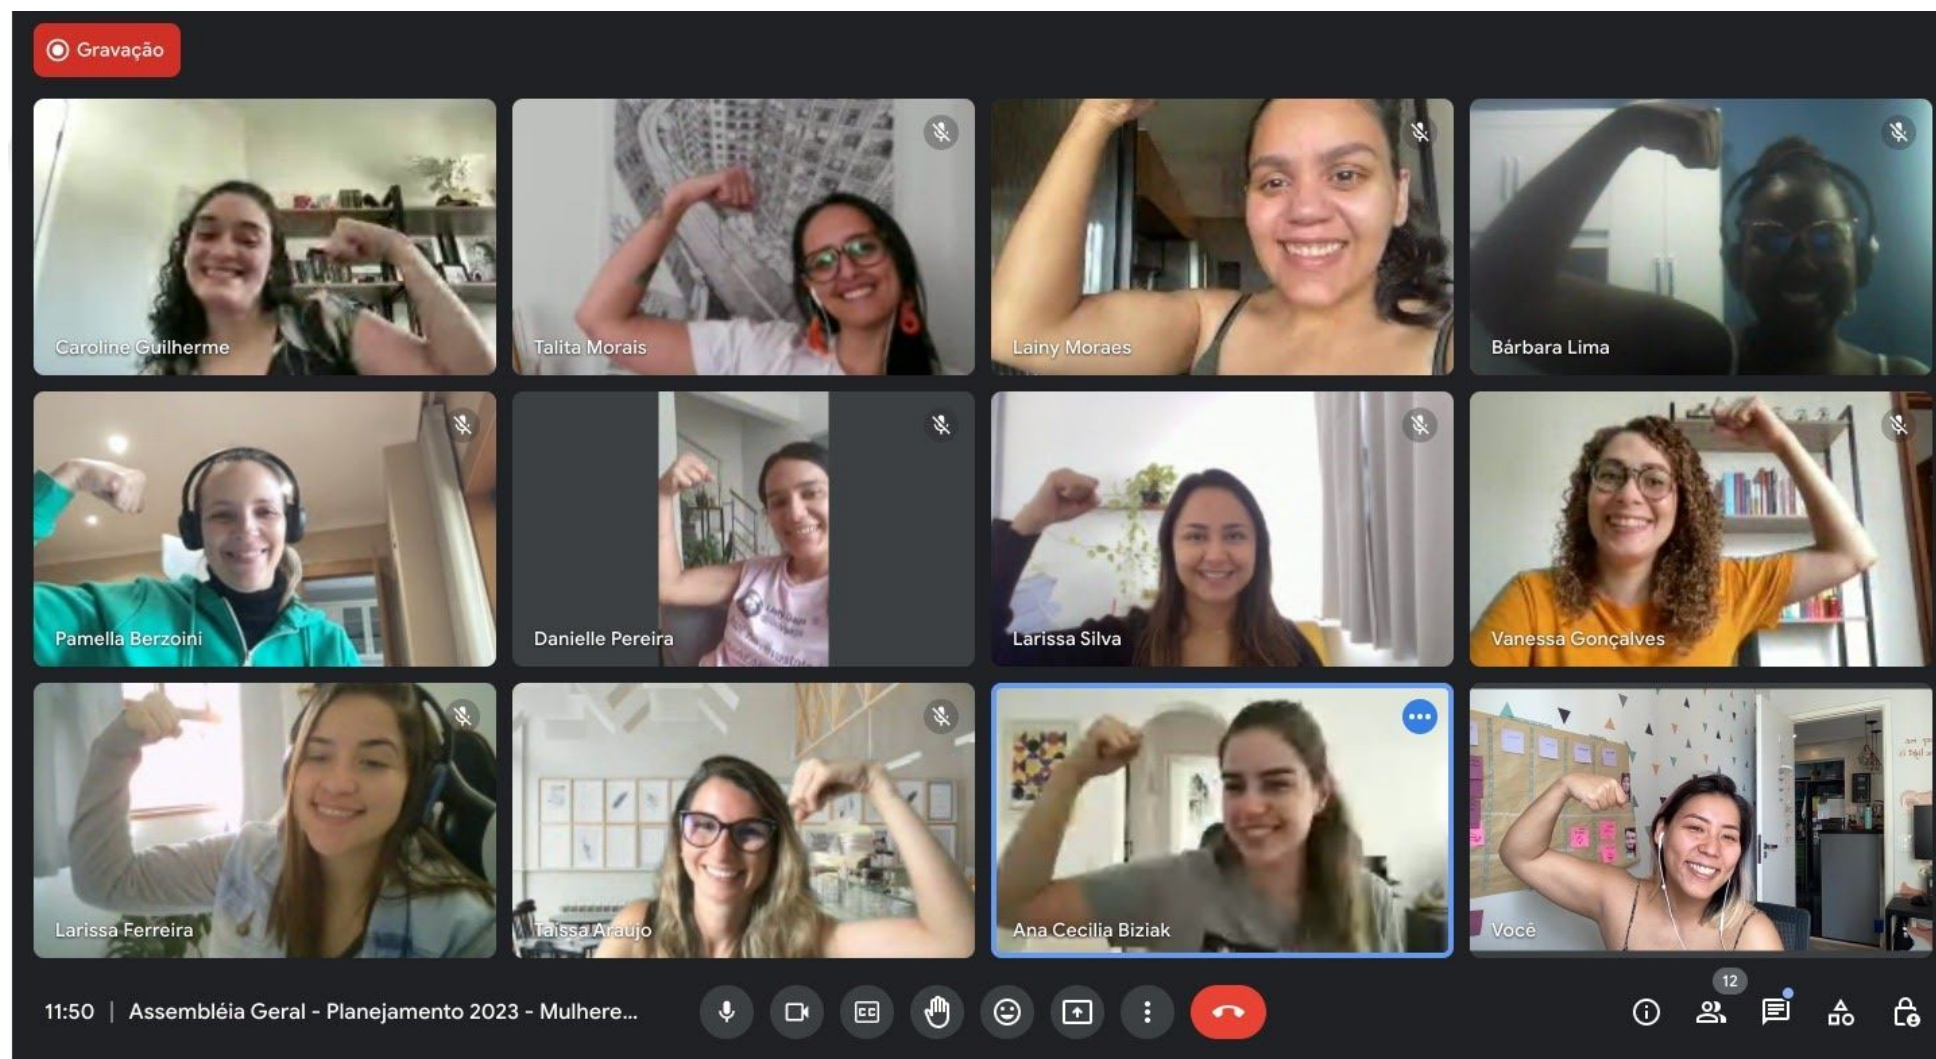 Gravação
Caroline Guilherme
Talita Morais
Lainy Moraes
Bárbara Lima
Pamella Berzoini
Danielle Pereira
Larissa Silva
Vanessa Gonçalves
Larissa Ferreira
Taissa Araujo
Ana Cecilia Biziak
Você
12
11:50 | Assembléia Geral - Planejamento 2023 - Mulhere...
CC